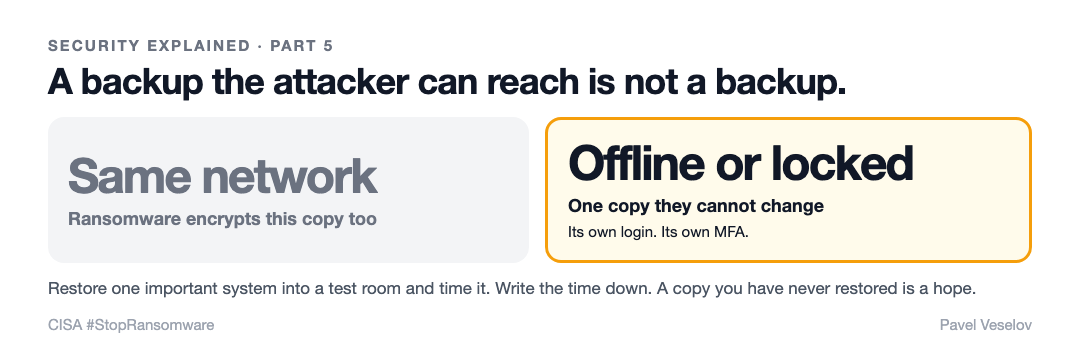 SECURITY EXPLAINED · PART 5
A backup the attacker can reach is not a backup.
Same network
Ransomware encrypts this copy too
Offline or locked
One copy they cannot change
Its own login. Its own MFA.
Restore one important system into a test room and time it. Write the time down. A copy you have never restored is a hope.
CISA #StopRansomware
Pavel Veselov